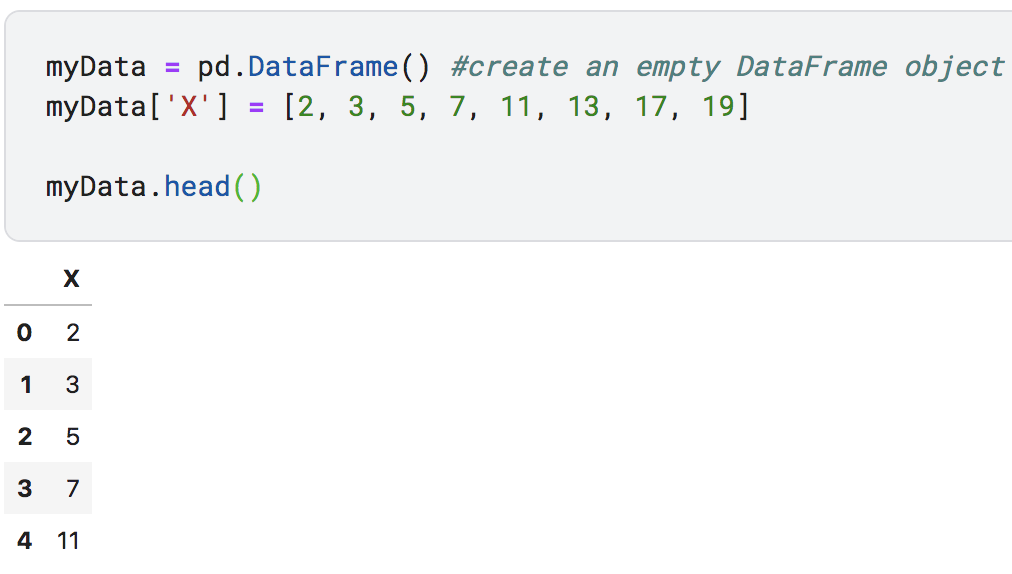 myData = pd.DataFrame() #create an empty DataFrame object
myData['X'] = [2, 3, 5, 7, 11, 13, 17, 19]
myData.head()
X
0 2
1 3
2 5
3 7
4 11